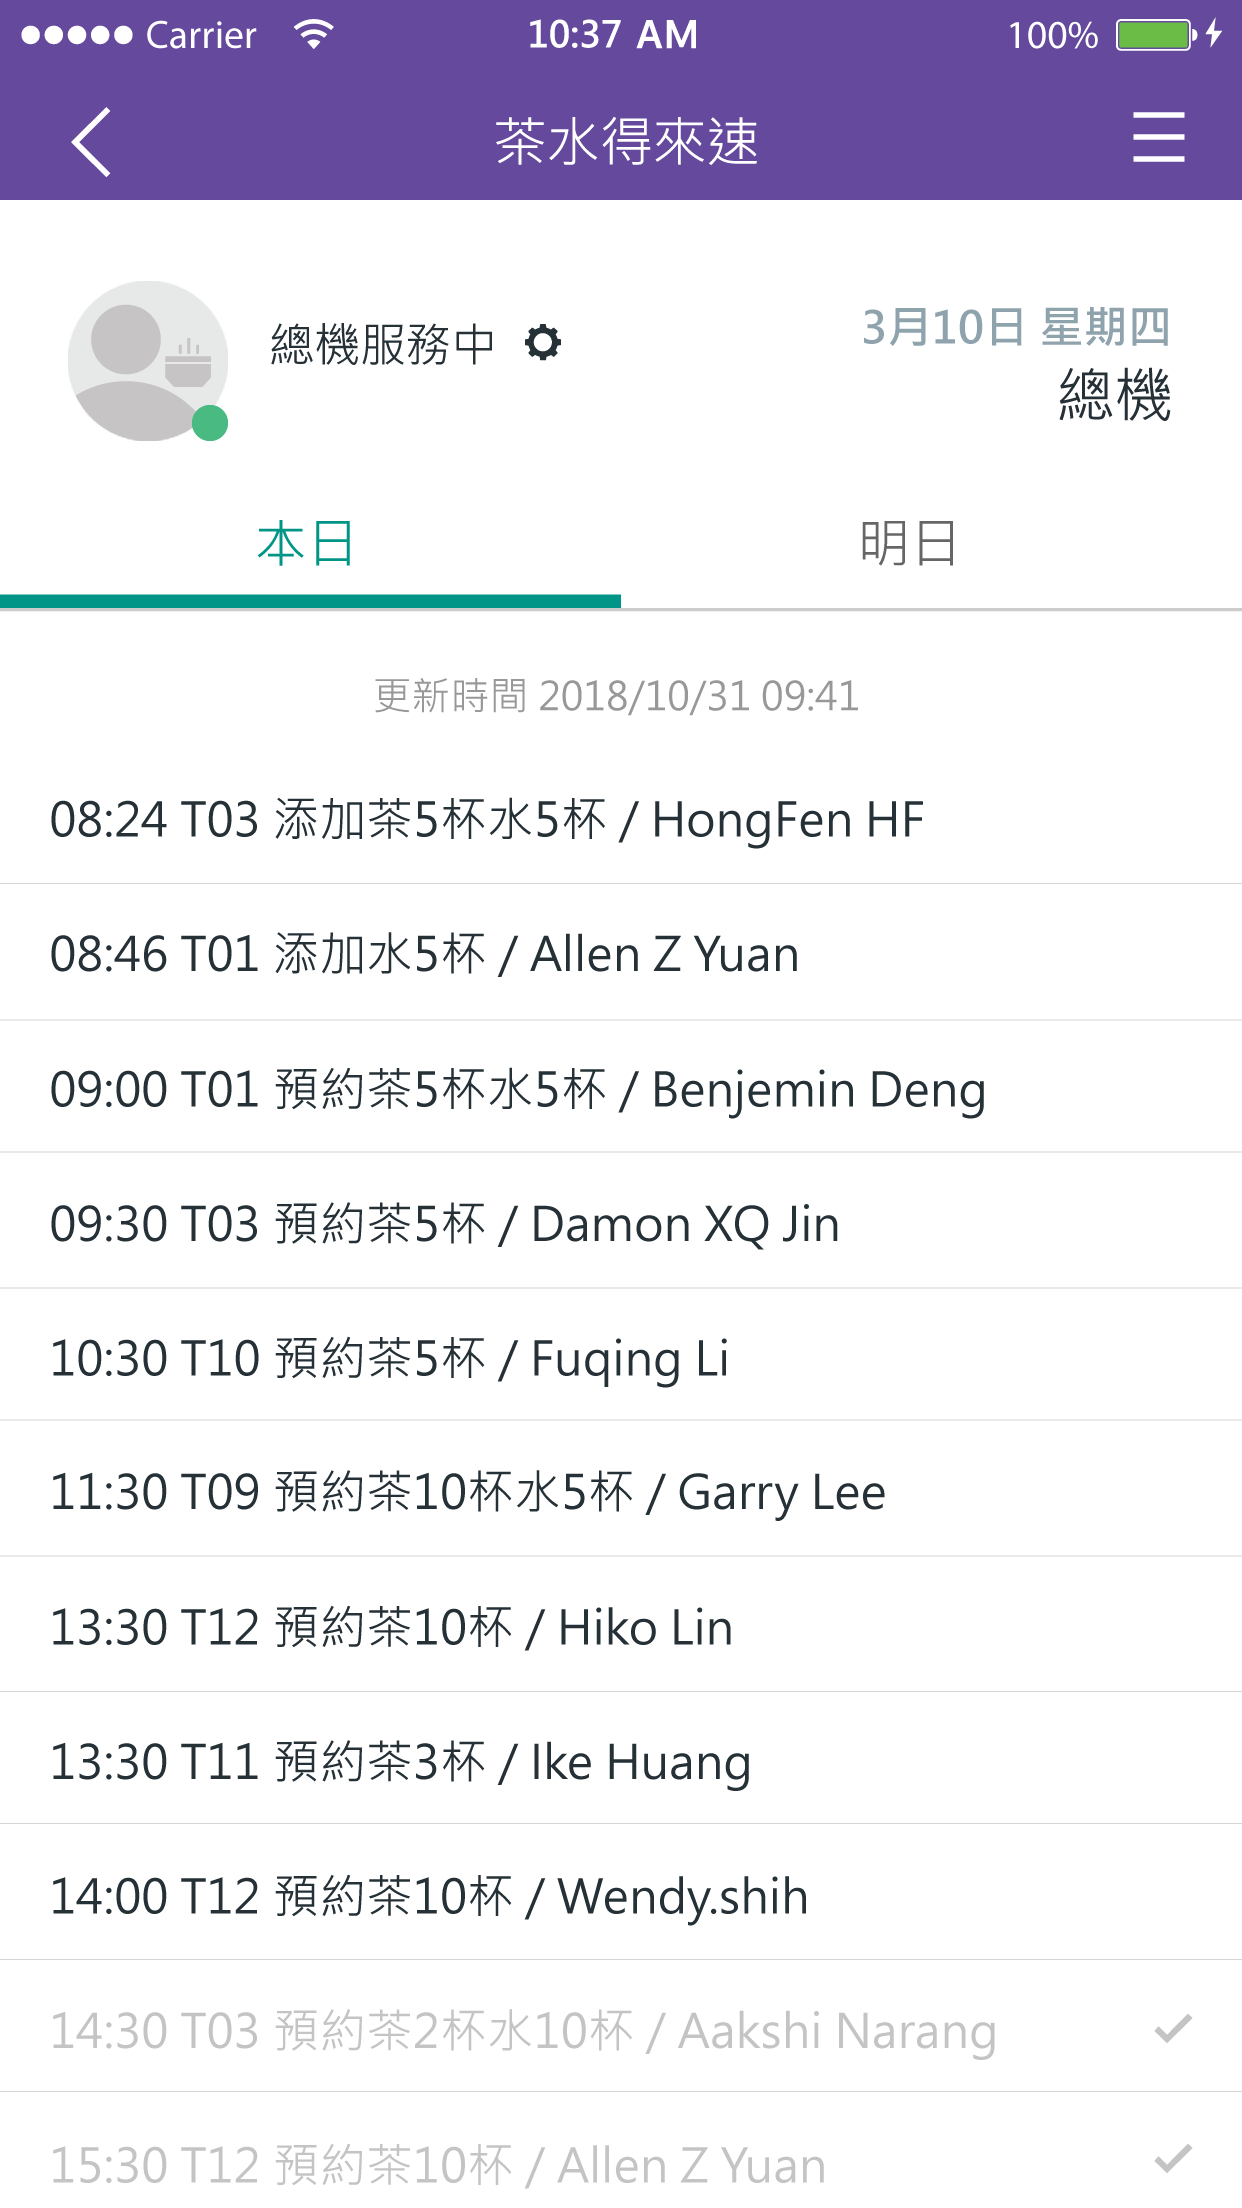 Carrier 10:37 AM 100%
茶水得來速
總機服務中
3月10日 星期四
總機
本日 明日
更新時間 2018/10/31 09:41
08:24 T03 添加茶5杯水5杯 / HongFen HF
08:46 T01 添加水5杯 / Allen Z Yuan
09:00 T01 預約茶5杯水5杯 / Benjemin Deng
09:30 T03 預約茶5杯 / Damon XQ Jin
10:30 T10 預約茶5杯 / Fuqing Li
11:30 T09 預約茶10杯水5杯 / Garry Lee
13:30 T12 預約茶10杯 / Hiko Lin
13:30 T11 預約茶3杯 / Ike Huang
14:00 T12 預約茶10杯 / Wendy.shih
14:30 T03 預約茶2杯水10杯 / Aakshi Narang
15:30 T12 預約茶10杯 / Allen Z Yuan